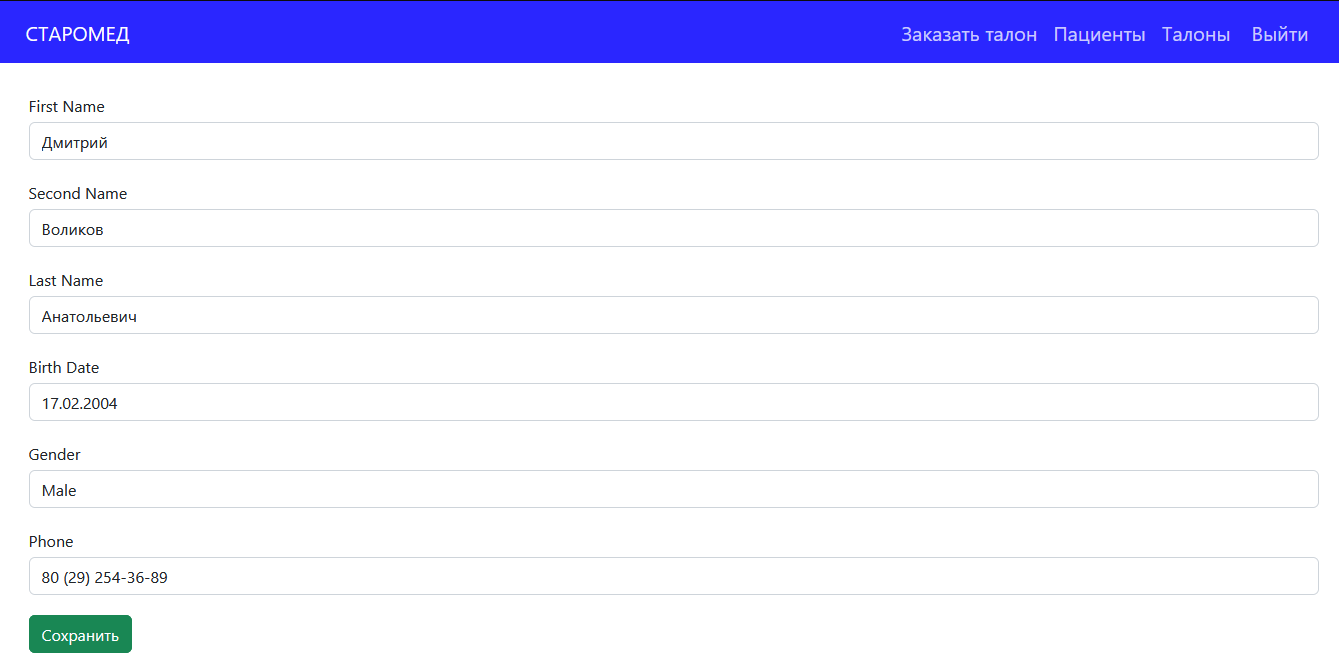 СТАРОМЕД Заказать талон Пациенты Талоны Выйти
First Name
Дмитрий
Second Name
Воликов
Last Name
Анатольевич
Birth Date
17.02.2004
Gender
Male
Phone
80 (29) 254-36-89
Сохранить